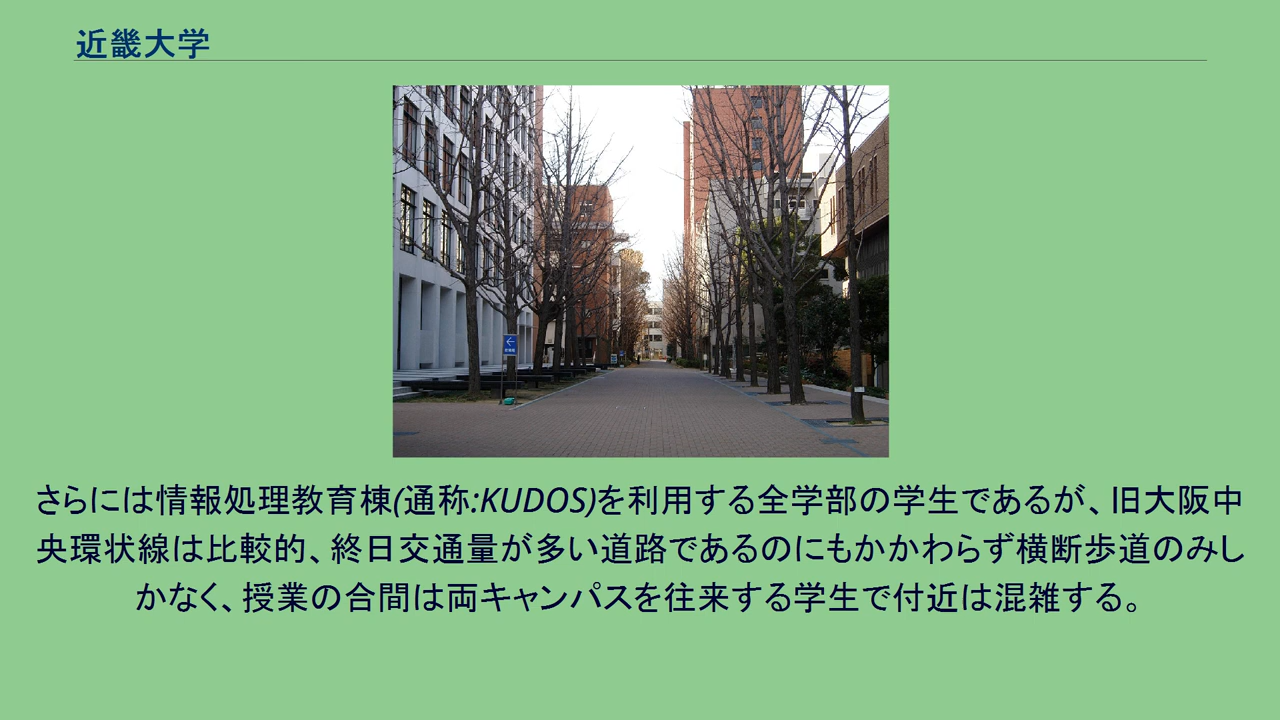 近畿大学
さらには情報処理教育棟(通称:KUDOS)を利用する全学部の学生であるが、旧大阪中
央環状線は比較的、終日交通量が多い道路であるのにもかかわらず横断歩道のみし
かなく、授業の合間は両キャンパスを往来する学生で付近は混雑する。